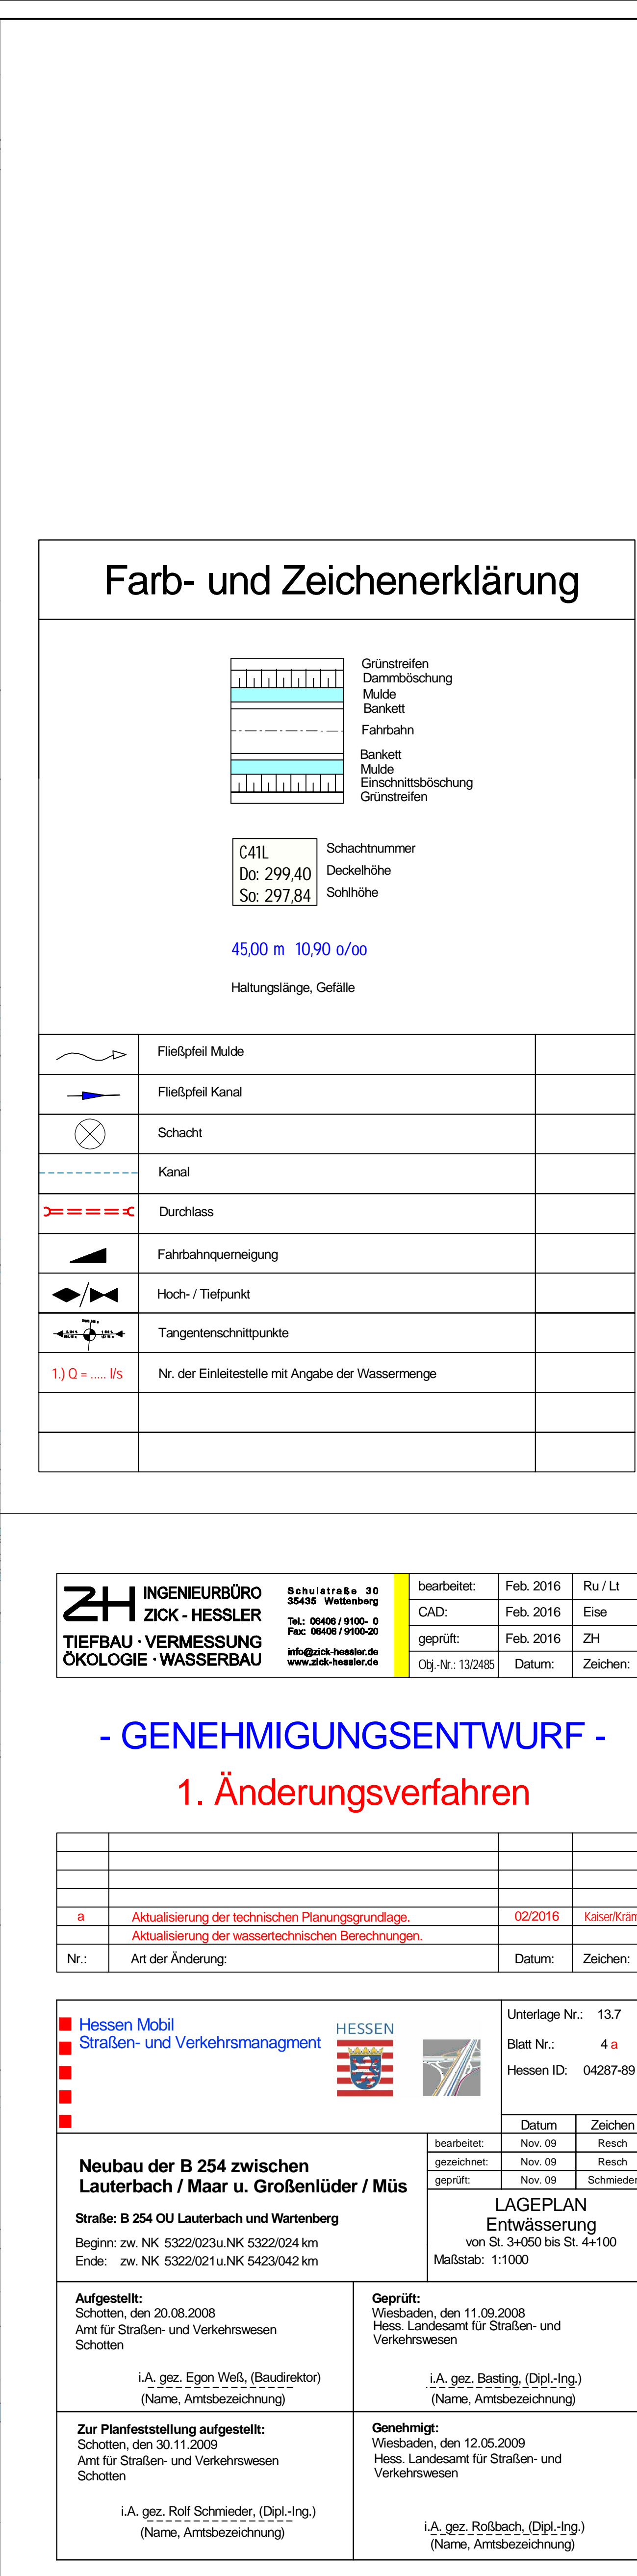 Farb- und Zeichenerklärung
Grünstreifen
Dammböschung
Mulde
Bankett
Fahrbahn
Bankett
Mulde
Einschnittsböschung
Grünstreifen
C41L Schachtnummer
Do: 299,40 Deckelhöhe
So: 297,84 Sohlhöhe
45,00 m 10,90 o/oo
Haltungslänge, Gefälle
Fließpfeil Mulde
Fließpfeil Kanal
Schacht
Kanal
Durchlass
Fahrbahnquerneigung
Hoch- / Tiefpunkt
Tangentenschnittpunkte
1.) Q = ..... l/s Nr. der Einleitestelle mit Angabe der Wassermenge
ZH INGENIEURBÜRO
ZICK - HESSLER
TIEFBAU · VERMESSUNG
ÖKOLOGIE · WASSERBAU
Schulstraße 30
35435 Wettenberg
Tel.: 06406 / 9100- 0
Fax: 06406 / 9100-20
info@zick-hessler.de
www.zick-hessler.de
bearbeitet: Feb. 2016 Ru / Lt
CAD: Feb. 2016 Eise
geprüft: Feb. 2016 ZH
Obj.-Nr.: 13/2485 Datum: Zeichen:
- GENEHMIGUNGSENTWURF -
1. Änderungsverfahren
a Aktualisierung der technischen Planungsgrundlage. 02/2016 Kaiser/Kräm
Aktualisierung der wassertechnischen Berechnungen.
Nr.: Art der Änderung: Datum: Zeichen:
Hessen Mobil
Straßen- und Verkehrsmanagment
HESSEN
Unterlage Nr.: 13.7
Blatt Nr.: 4 a
Hessen ID: 04287-89
Datum Zeichen
bearbeitet: Nov. 09 Resch
gezeichnet: Nov. 09 Resch
geprüft: Nov. 09 Schmieder
Neubau der B 254 zwischen
Lauterbach / Maar u. Großenlüder / Müs
Straße: B 254 OU Lauterbach und Wartenberg
Beginn: zw. NK 5322/023u.NK 5322/024 km
Ende: zw. NK 5322/021u.NK 5423/042 km
LAGEPLAN
Entwässerung
von St. 3+050 bis St. 4+100
Maßstab: 1:1000
Aufgestellt:
Schotten, den 20.08.2008
Amt für Straßen- und Verkehrswesen
Schotten
i.A. gez. Egon Weß, (Baudirektor)
(Name, Amtsbezeichnung)
Geprüft:
Wiesbaden, den 11.09.2008
Hess. Landesamt für Straßen- und
Verkehrswesen
i.A. gez. Basting, (Dipl.-Ing.)
(Name, Amtsbezeichnung)
Zur Planfeststellung aufgestellt:
Schotten, den 30.11.2009
Amt für Straßen- und Verkehrswesen
Schotten
i.A. gez. Rolf Schmieder, (Dipl.-Ing.)
(Name, Amtsbezeichnung)
Genehmigt:
Wiesbaden, den 12.05.2009
Hess. Landesamt für Straßen- und
Verkehrswesen
i.A. gez. Roßbach, (Dipl.-Ing.)
(Name, Amtsbezeichnung)